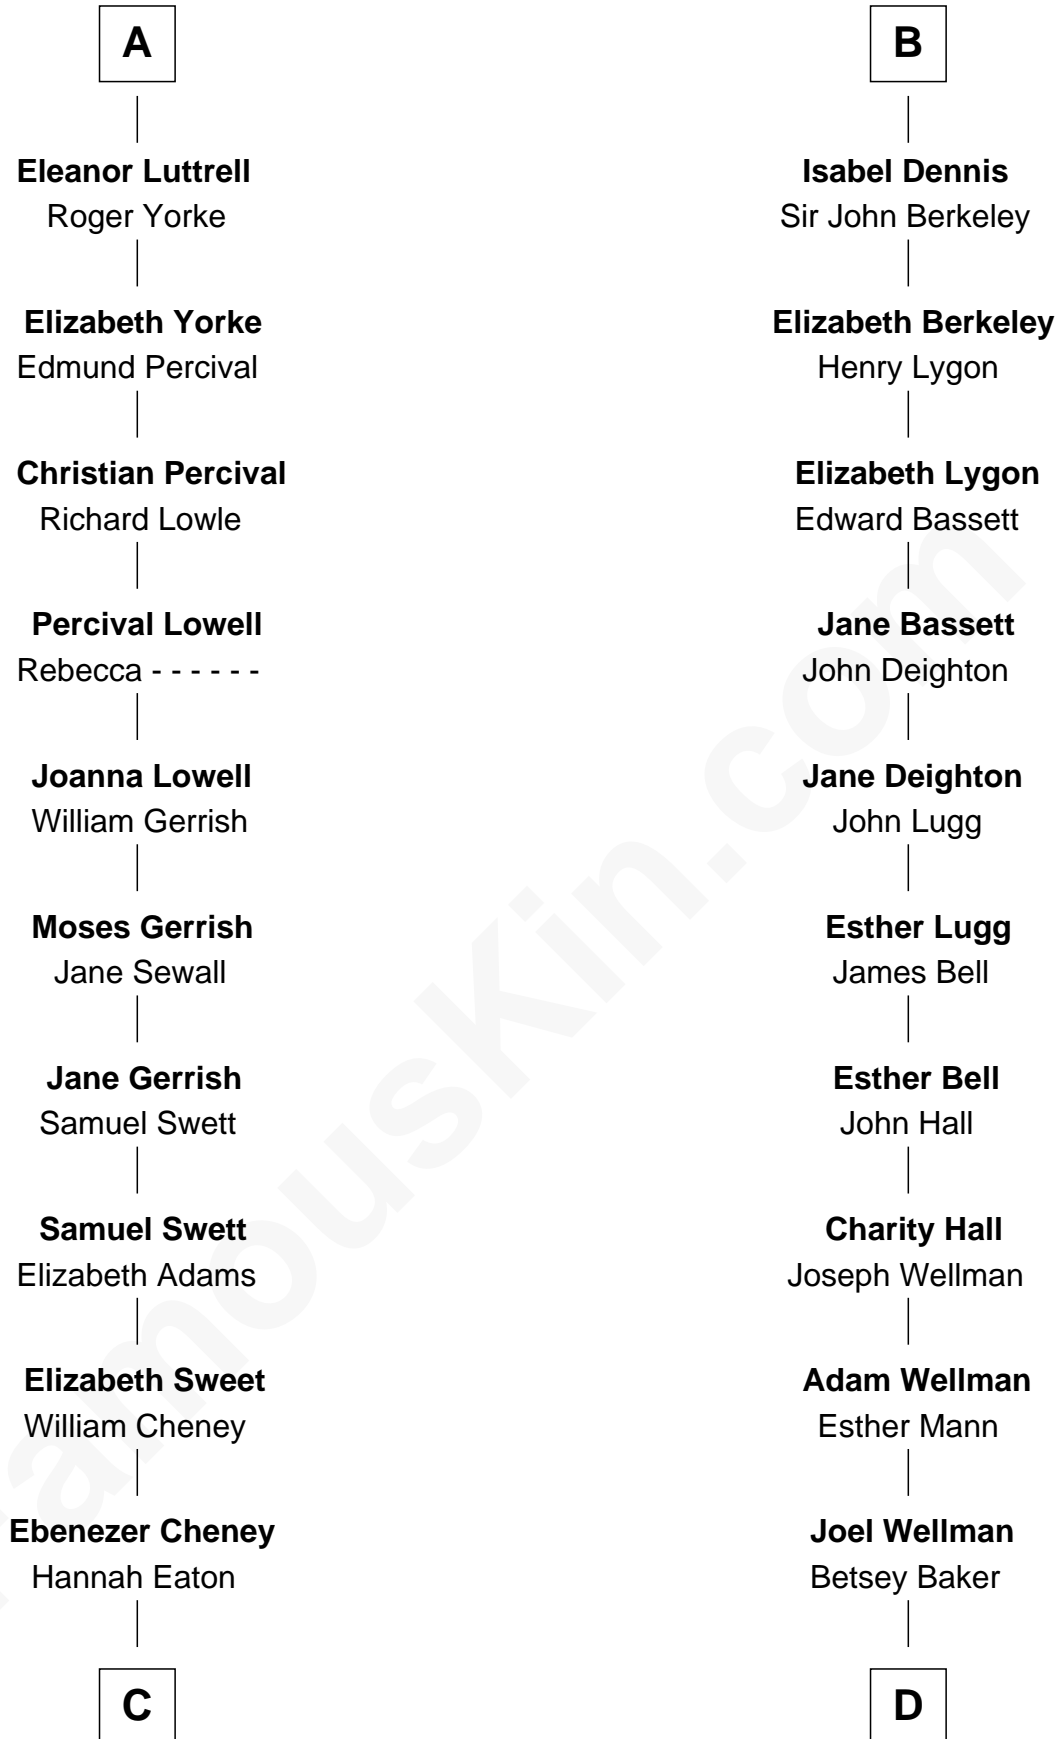 A
Eleanor Luttrell
Roger Yorke
Elizabeth Yorke
Edmund Percival
Christian Percival
Richard Lowle
Percival Lowell
Rebecca - - - - - -
Joanna Lowell
William Gerrish
Moses Gerrish
Jane Sewall
Jane Gerrish
Samuel Swett
Samuel Swett
Elizabeth Adams
Elizabeth Sweet
William Cheney
Ebenezer Cheney
Hannah Eaton
C
B
Isabel Dennis
Sir John Berkeley
Elizabeth Berkeley
Henry Lygon
Elizabeth Lygon
Edward Bassett
Jane Bassett
John Deighton
Jane Deighton
John Lugg
Esther Lugg
James Bell
Esther Bell
John Hall
Charity Hall
Joseph Wellman
Adam Wellman
Esther Mann
Joel Wellman
Betsey Baker
D
FamousKin.com